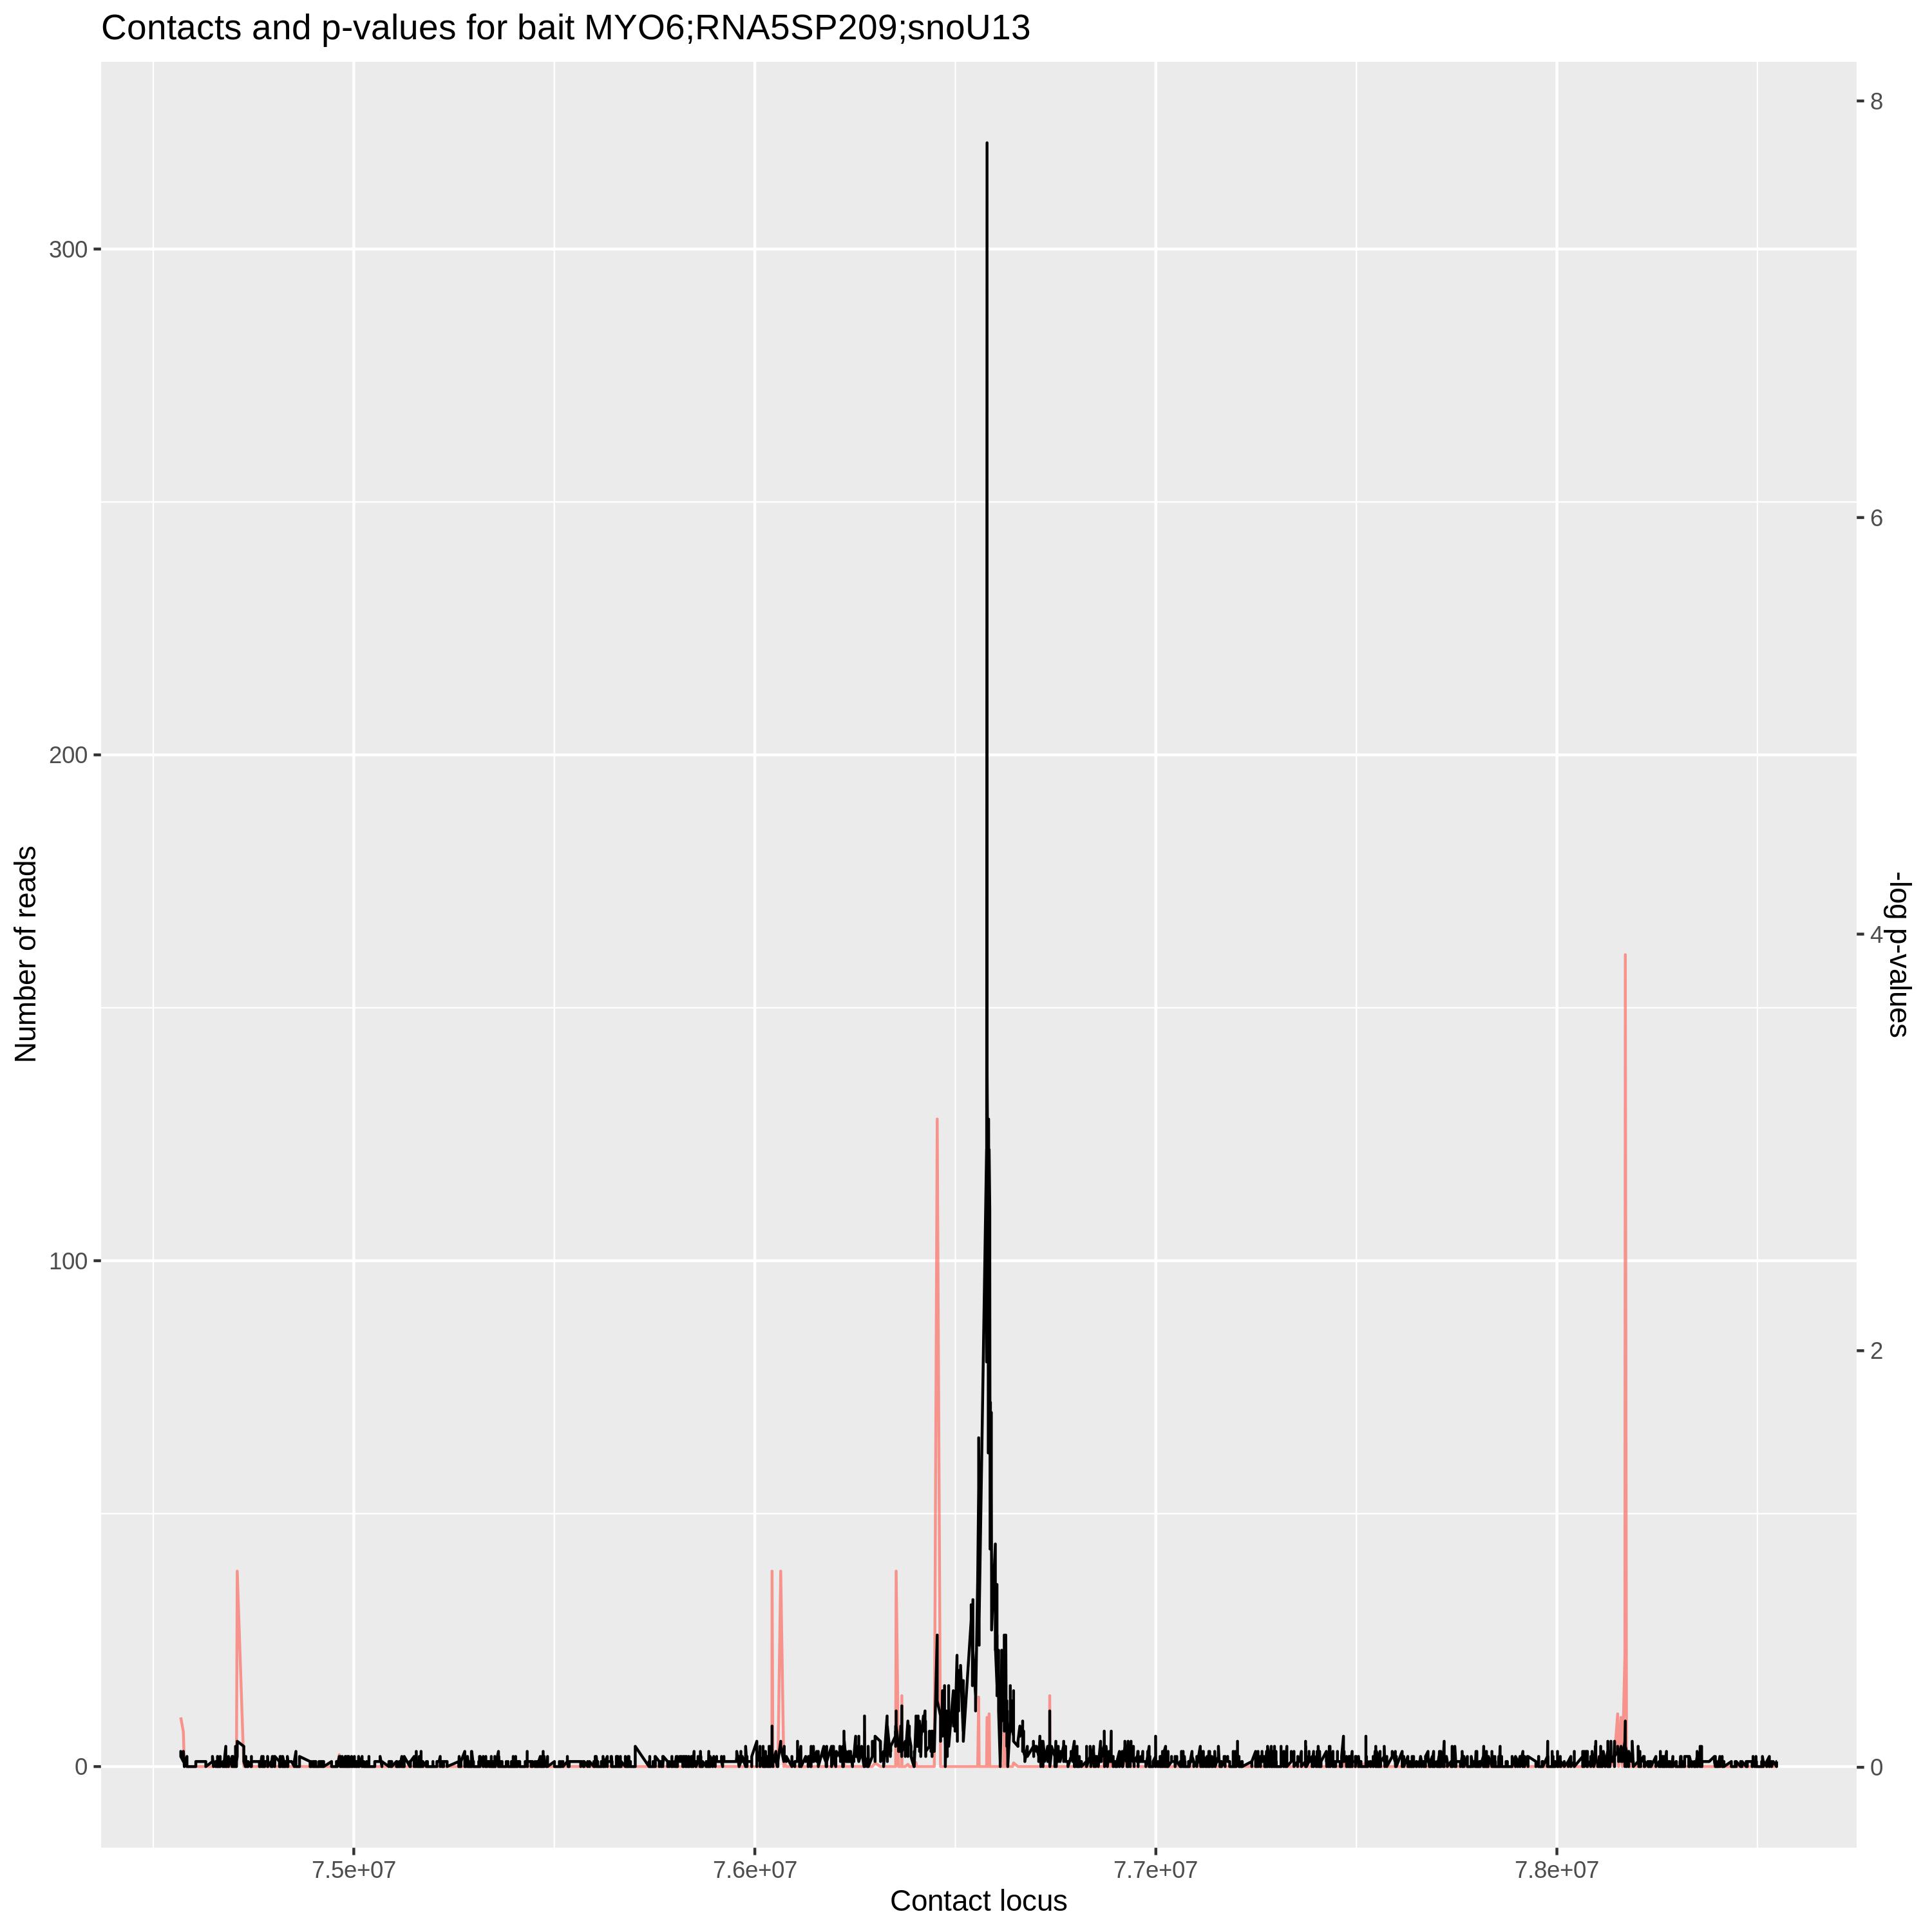 Contacts and p-values for bait MYO6;RNA5SP209;snoU13
8
300
6
200
Number of reads
-log p-values
4
100
2
0
0
7.5e+07
7.6e+07
7.7e+07
7.8e+07
Contact locus